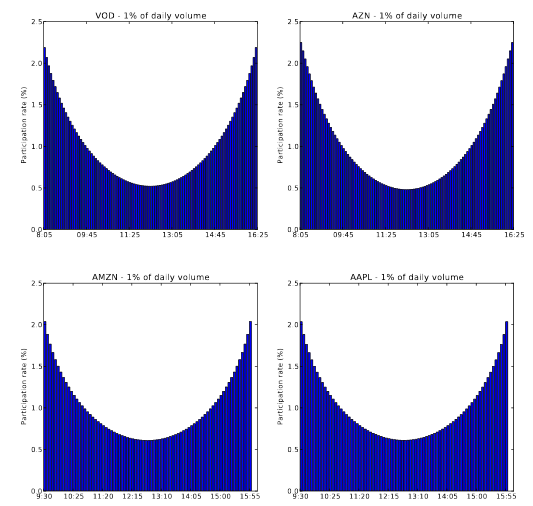 VOD - 1% of daily volume
Participation rate (%)
2.5
2.0
1.5
1.0
0.5
0.0
8:05 09:45 11:25 13:05 14:45 16:25
AZN - 1% of daily volume
Participation rate (%)
2.5
2.0
1.5
1.0
0.5
0.0
8:05 09:45 11:25 13:05 14:45 16:25
AMZN - 1% of daily volume
Participation rate (%)
2.5
2.0
1.5
1.0
0.5
0.0
9:30 10:25 11:20 12:15 13:10 14:05 15:00 15:55
AAPL - 1% of daily volume
Participation rate (%)
2.5
2.0
1.5
1.0
0.5
0.0
9:30 10:25 11:20 12:15 13:10 14:05 15:00 15:55